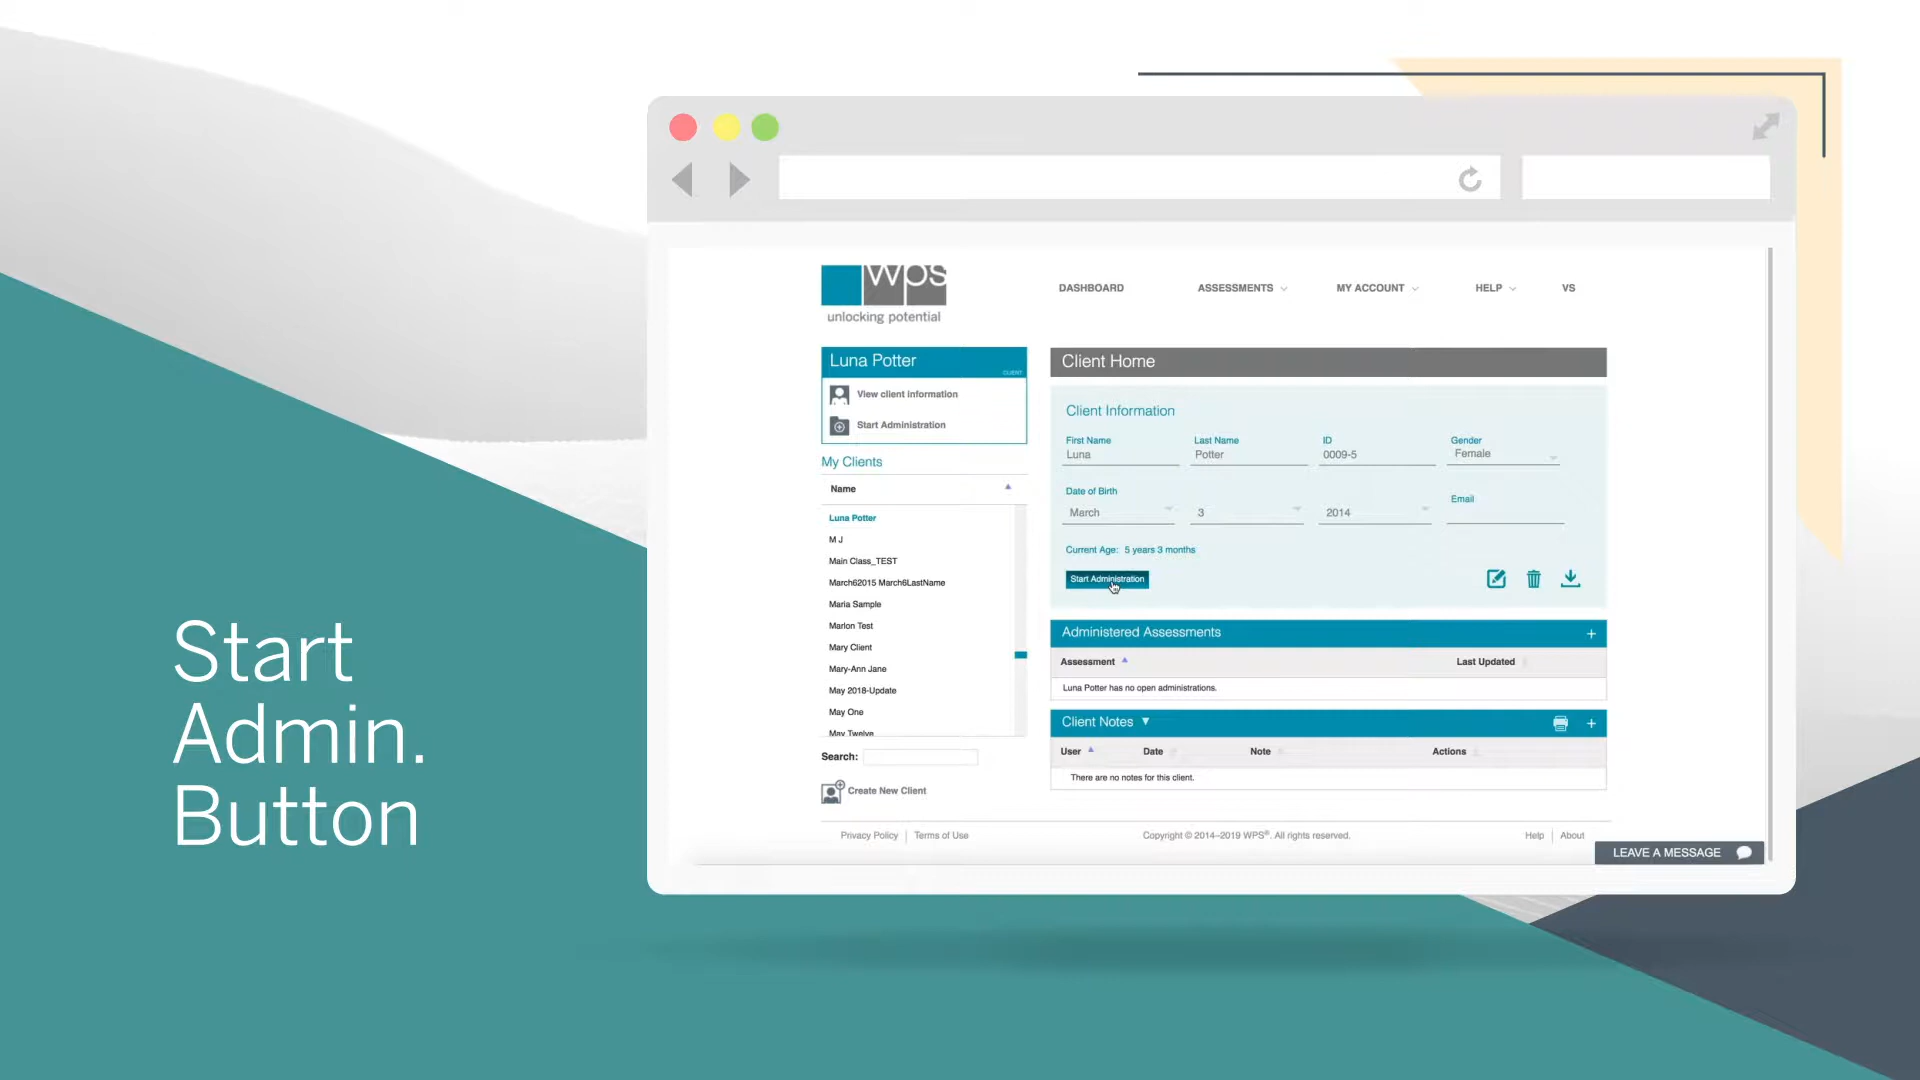 Start
Admin.
Button
wps
unlocking potential
DASHBOARD
ASSESSMENTS
MY ACCOUNT
HELP
VS
Luna Potter
CLIENT
View client information
Start Administration
My Clients
Name
Luna Potter
M J
Main Class_TEST
March62015 March6LastName
Maria Sample
Marlon Test
Mary Client
Mary-Ann Jane
May 2018-Update
May One
May Twelve
Search:
Create New Client
Client Home
Client Information
First Name Last Name ID Gender
Luna Potter 0009-5 Female
Date of Birth Email
March 3 2014
Current Age: 5 years 3 months
Start Administration
Administered Assessments
Assessment Last Updated
Luna Potter has no open administrations.
Client Notes
User Date Note Actions
There are no notes for this client.
Privacy Policy Terms of Use
Copyright © 2014–2019 WPS®. All rights reserved.
Help About
LEAVE A MESSAGE